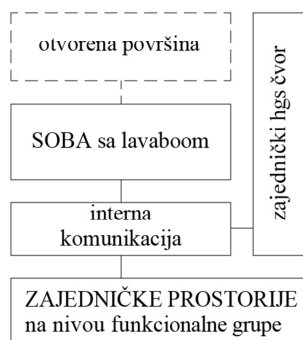 otvorena površina
SOBA sa lavaboom
interna
komunikacija
zajednički hgs čvor
ZAJEDNIČKE PROSTORIJE
na nivou funkcionalne grupe